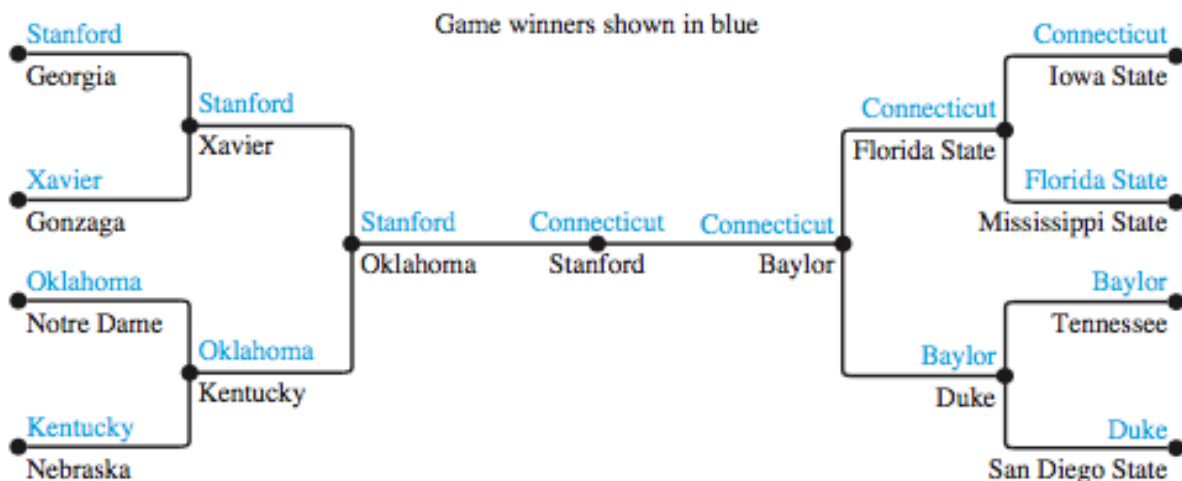 Game winners shown in blue
Stanford
Georgia
Stanford
Xavier
Xavier
Gonzaga
Stanford
Oklahoma
Oklahoma
Notre Dame
Oklahoma
Kentucky
Kentucky
Nebraska
Connecticut
Stanford
Connecticut
Baylor
Connecticut
Florida State
Connecticut
Iowa State
Florida State
Mississippi State
Baylor
Duke
Baylor
Tennessee
Duke
San Diego State